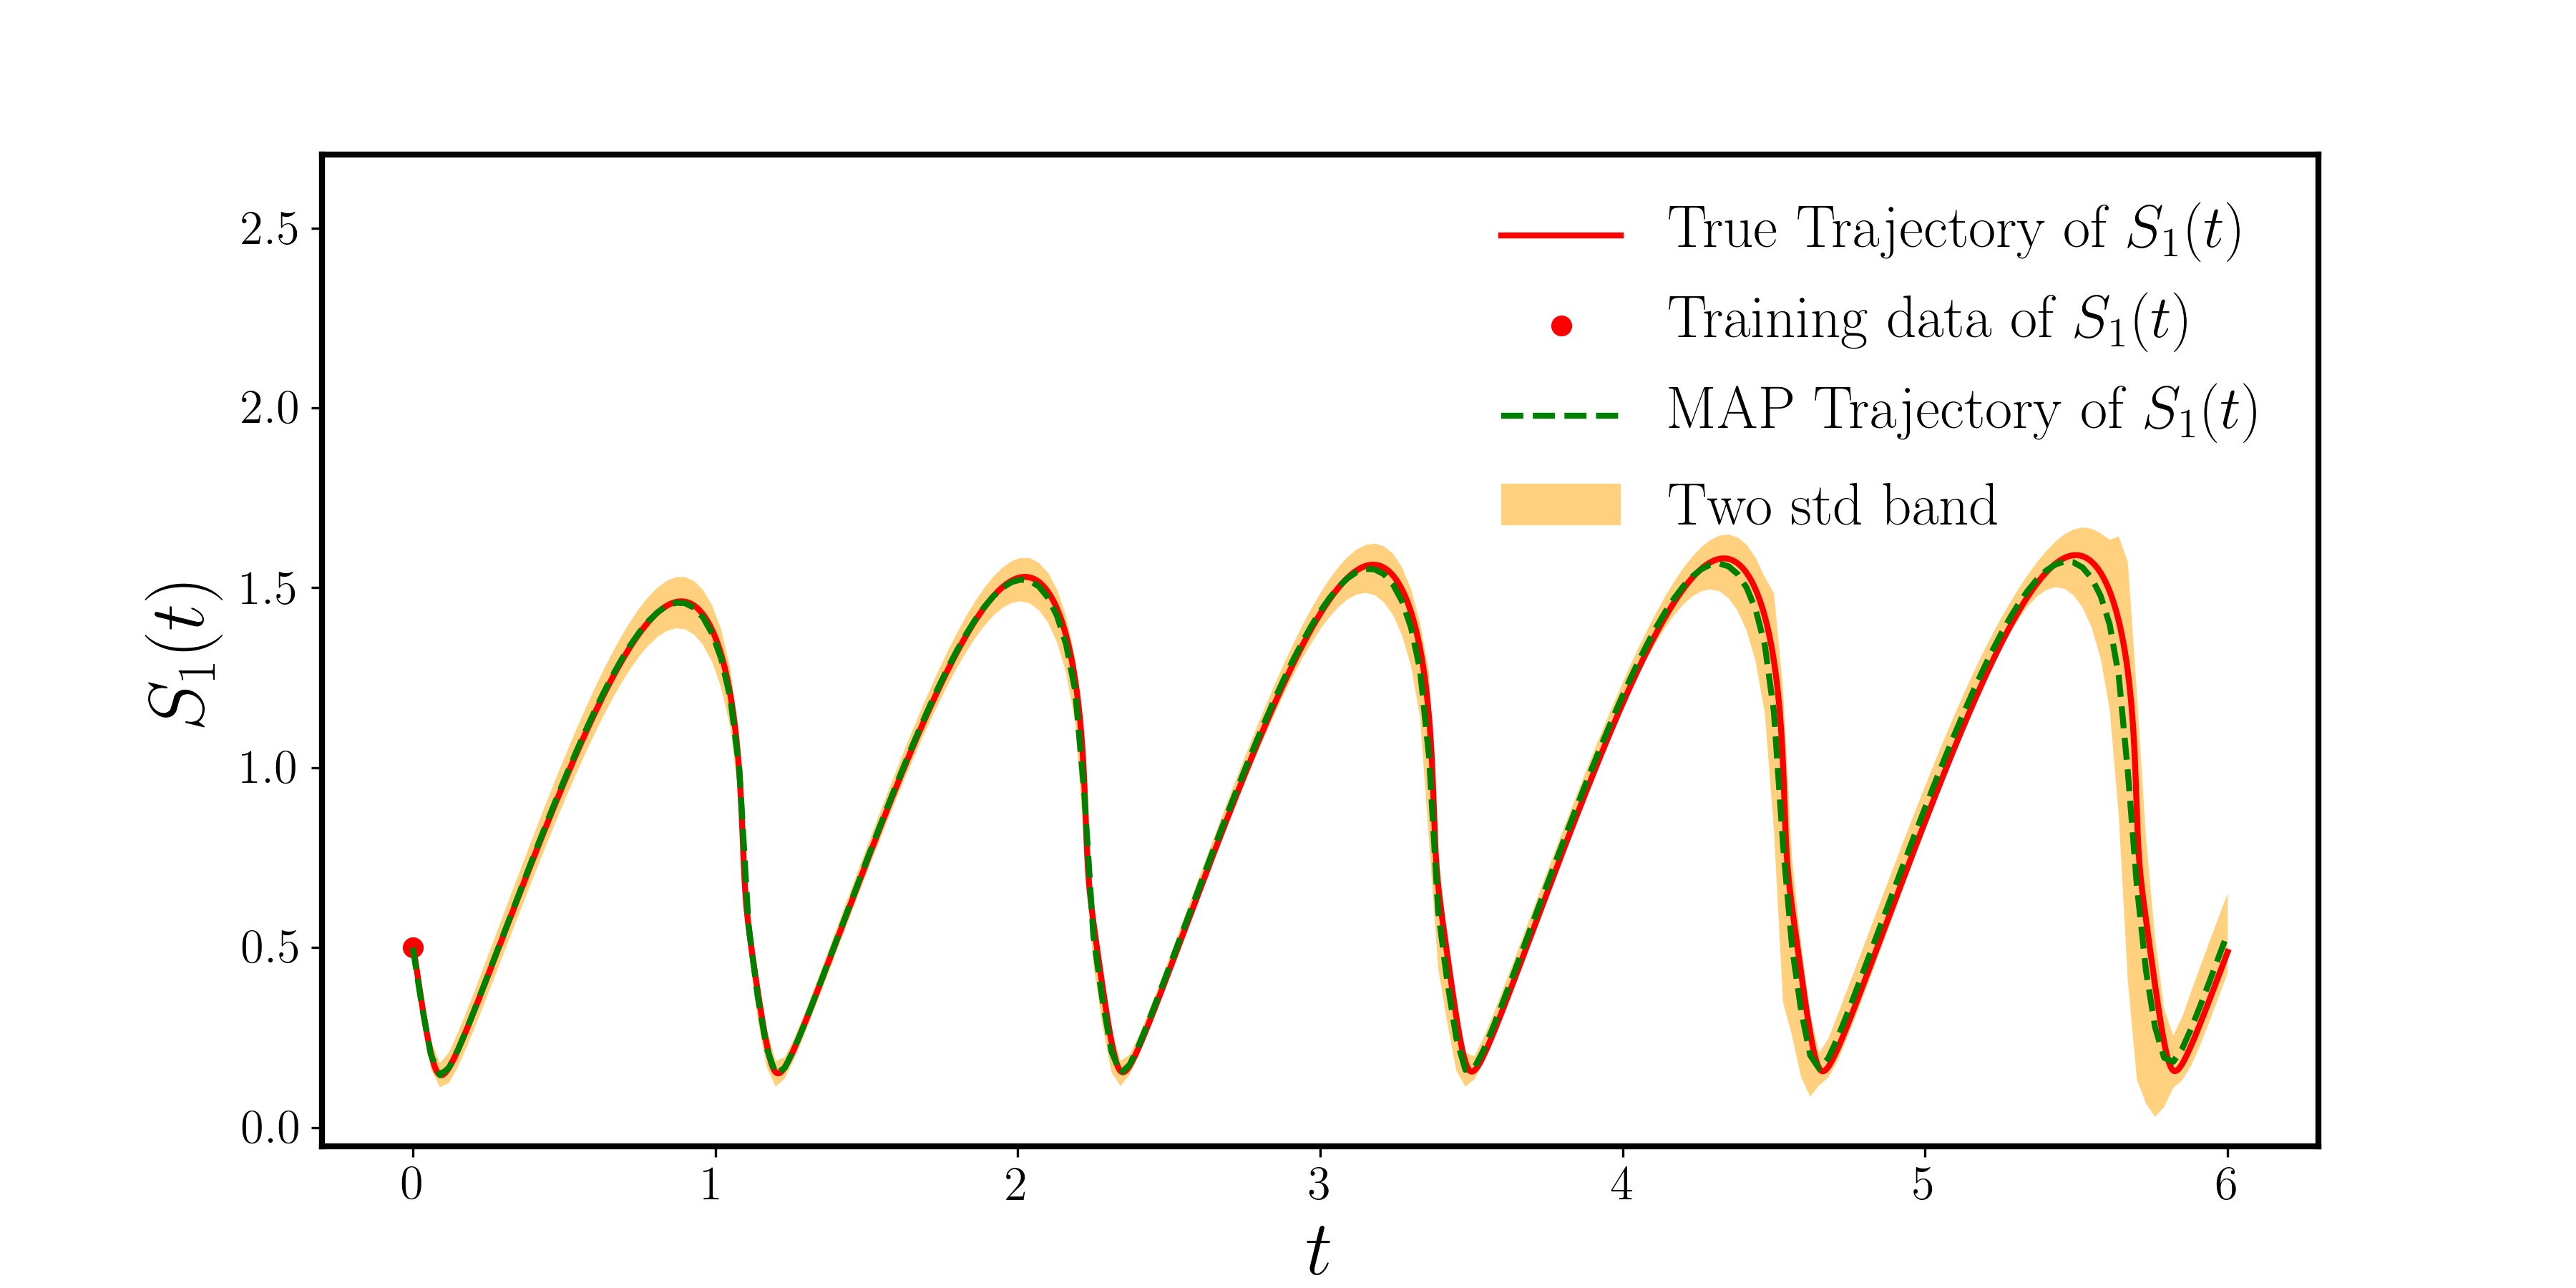 True Trajectory of S₁(t)
Training data of S₁(t)
MAP Trajectory of S₁(t)
Two std band
S₁(t)
2.5
2.0
1.5
1.0
0.5
0.0
0 1 2 3 4 5 6
t